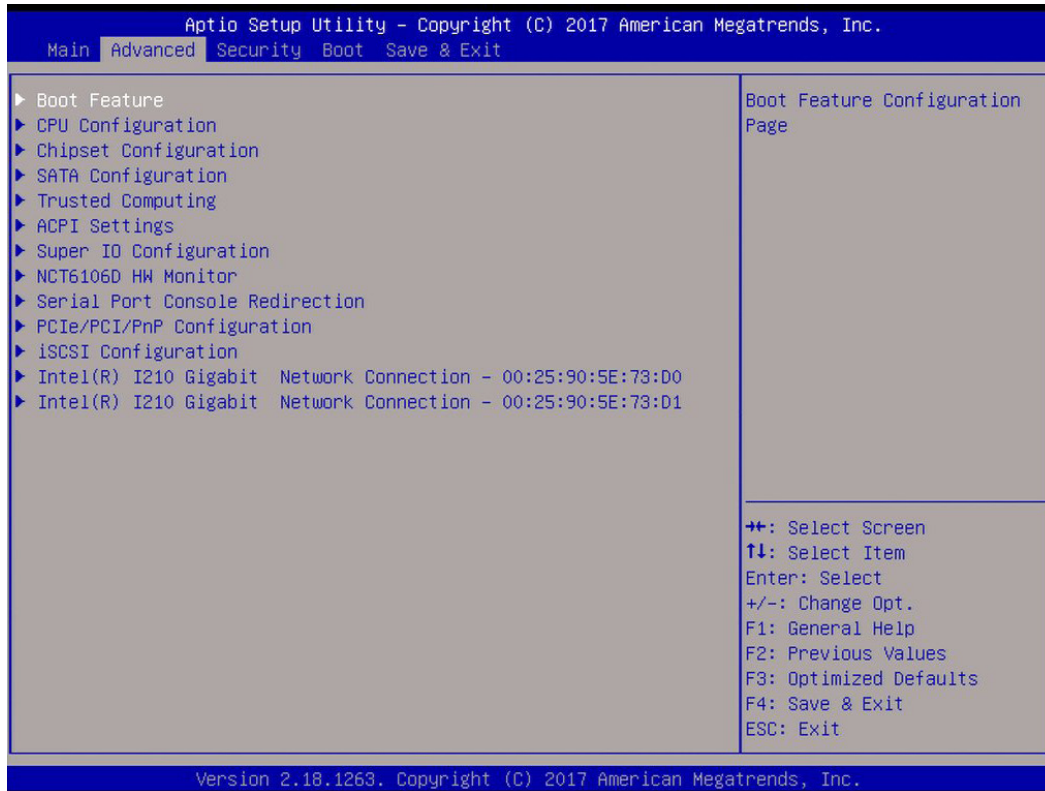 Aptio Setup Utility – Copyright (C) 2017 American Megatrends, Inc.
Main Advanced Security Boot Save & Exit
▶ Boot Feature
▶ CPU Configuration
▶ Chipset Configuration
▶ SATA Configuration
▶ Trusted Computing
▶ ACPI Settings
▶ Super IO Configuration
▶ NCT6106D HW Monitor
▶ Serial Port Console Redirection
▶ PCIe/PCI/PnP Configuration
▶ iSCSI Configuration
▶ Intel(R) I210 Gigabit  Network Connection – 00:25:90:5E:73:D0
▶ Intel(R) I210 Gigabit  Network Connection – 00:25:90:5E:73:D1
Boot Feature Configuration
Page
→←: Select Screen
↑↓: Select Item
Enter: Select
+/-: Change Opt.
F1: General Help
F2: Previous Values
F3: Optimized Defaults
F4: Save & Exit
ESC: Exit
Version 2.18.1263. Copyright (C) 2017 American Megatrends, Inc.